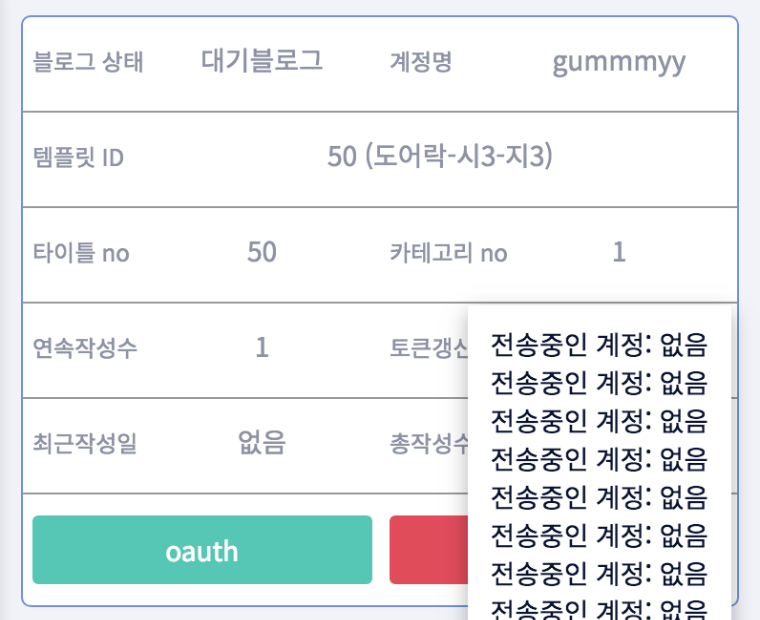 블로그 상태 대기블로그 계정명 gummmyy
템플릿 ID 50 (도어락-시3-지3)
타이틀 no 50 카테고리 no 1
연속작성수 1 토큰갱신
최근작성일 없음 총작성수
oauth
전송중인 계정: 없음
전송중인 계정: 없음
전송중인 계정: 없음
전송중인 계정: 없음
전송중인 계정: 없음
전송중인 계정: 없음
전송중인 계정: 없음
전송중인 계정: 없음